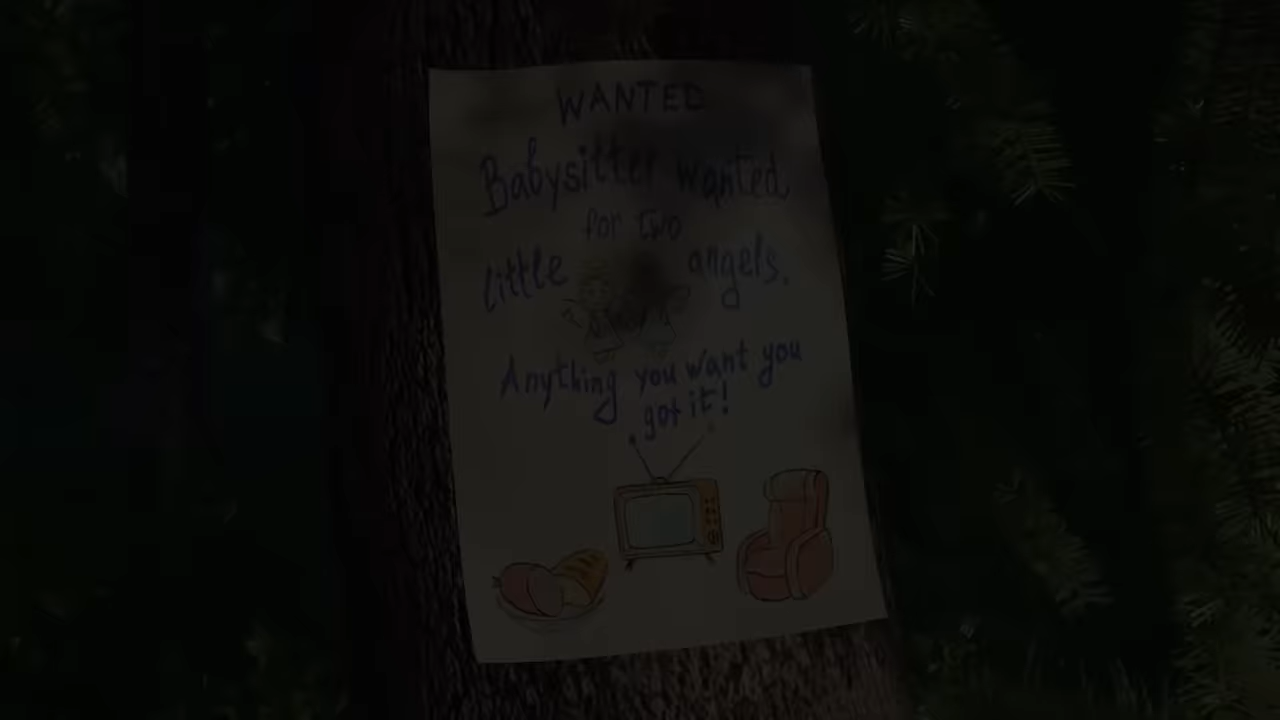 WANTED
Babysitter wanted
for two
little angels.
Anything you want you
got it!